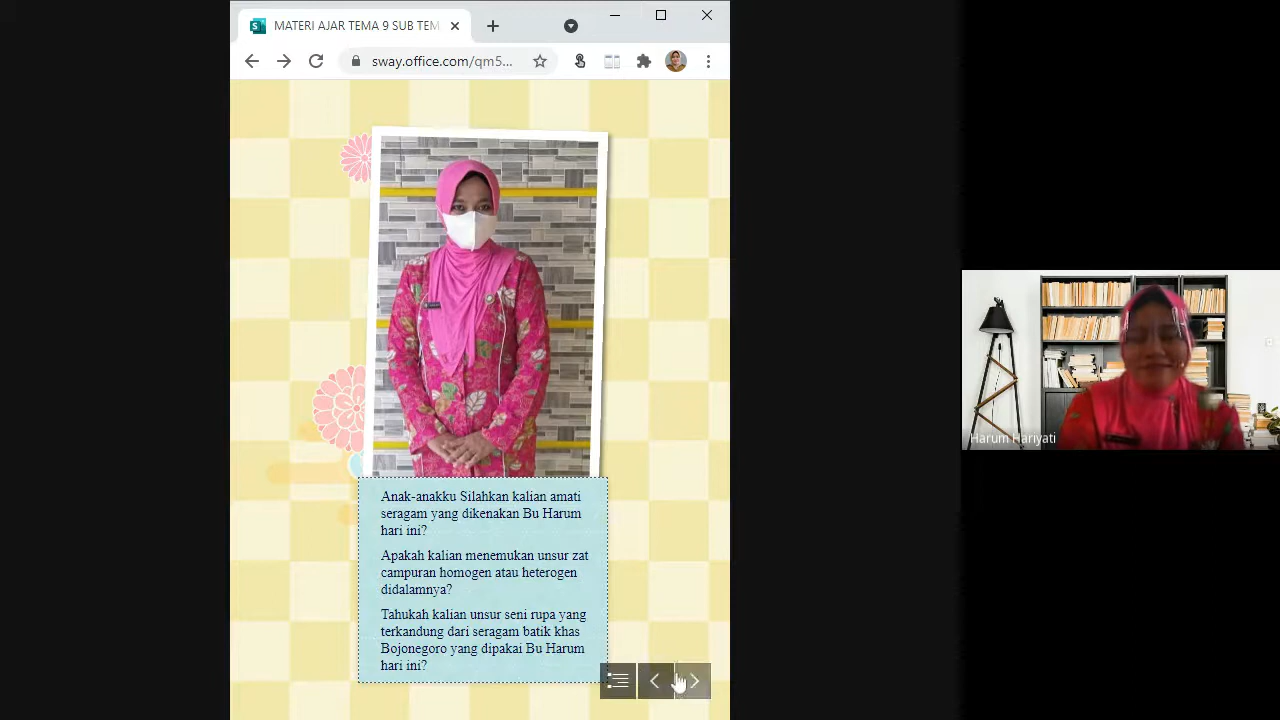 MATERI AJAR TEMA 9 SUB TEM
sway.office.com/qm5...
Anak-anakku Silahkan kalian amati
seragam yang dikenakan Bu Harum
hari ini?
Apakah kalian menemukan unsur zat
campuran homogen atau heterogen
didalamnya?
Tahukah kalian unsur seni rupa yang
terkandung dari seragam batik khas
Bojonegoro yang dipakai Bu Harum
hari ini?
Harum Hariyati